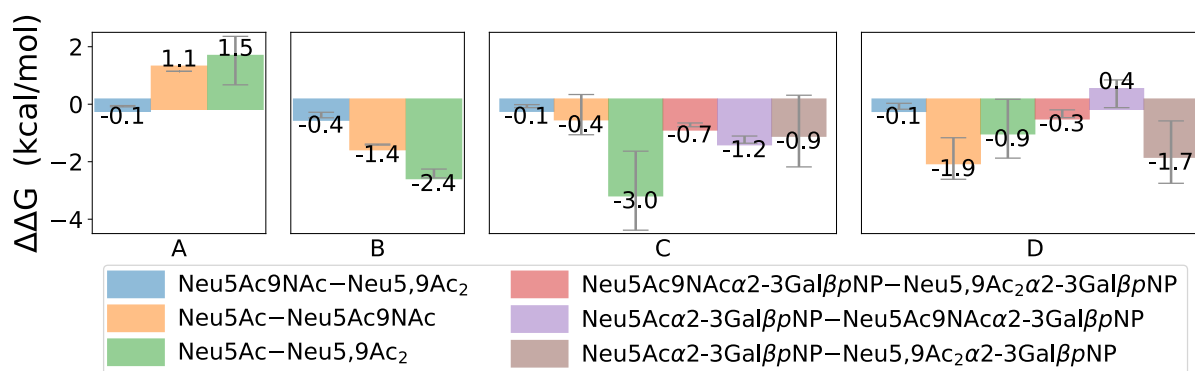 ΔΔG (kcal/mol)
2
0
−2
−4
-0.1
1.1
1.5
A
-0.4
-1.4
-2.4
B
-0.1
-0.4
-3.0
-0.7
-1.2
-0.9
C
-0.1
-1.9
-0.9
-0.3
0.4
-1.7
D
Neu5Ac9NAc−Neu5,9Ac₂
Neu5Ac−Neu5Ac9NAc
Neu5Ac−Neu5,9Ac₂
Neu5Ac9NAcα2-3GalβpNP−Neu5,9Ac₂α2-3GalβpNP
Neu5Acα2-3GalβpNP−Neu5Ac9NAcα2-3GalβpNP
Neu5Acα2-3GalβpNP−Neu5,9Ac₂α2-3GalβpNP